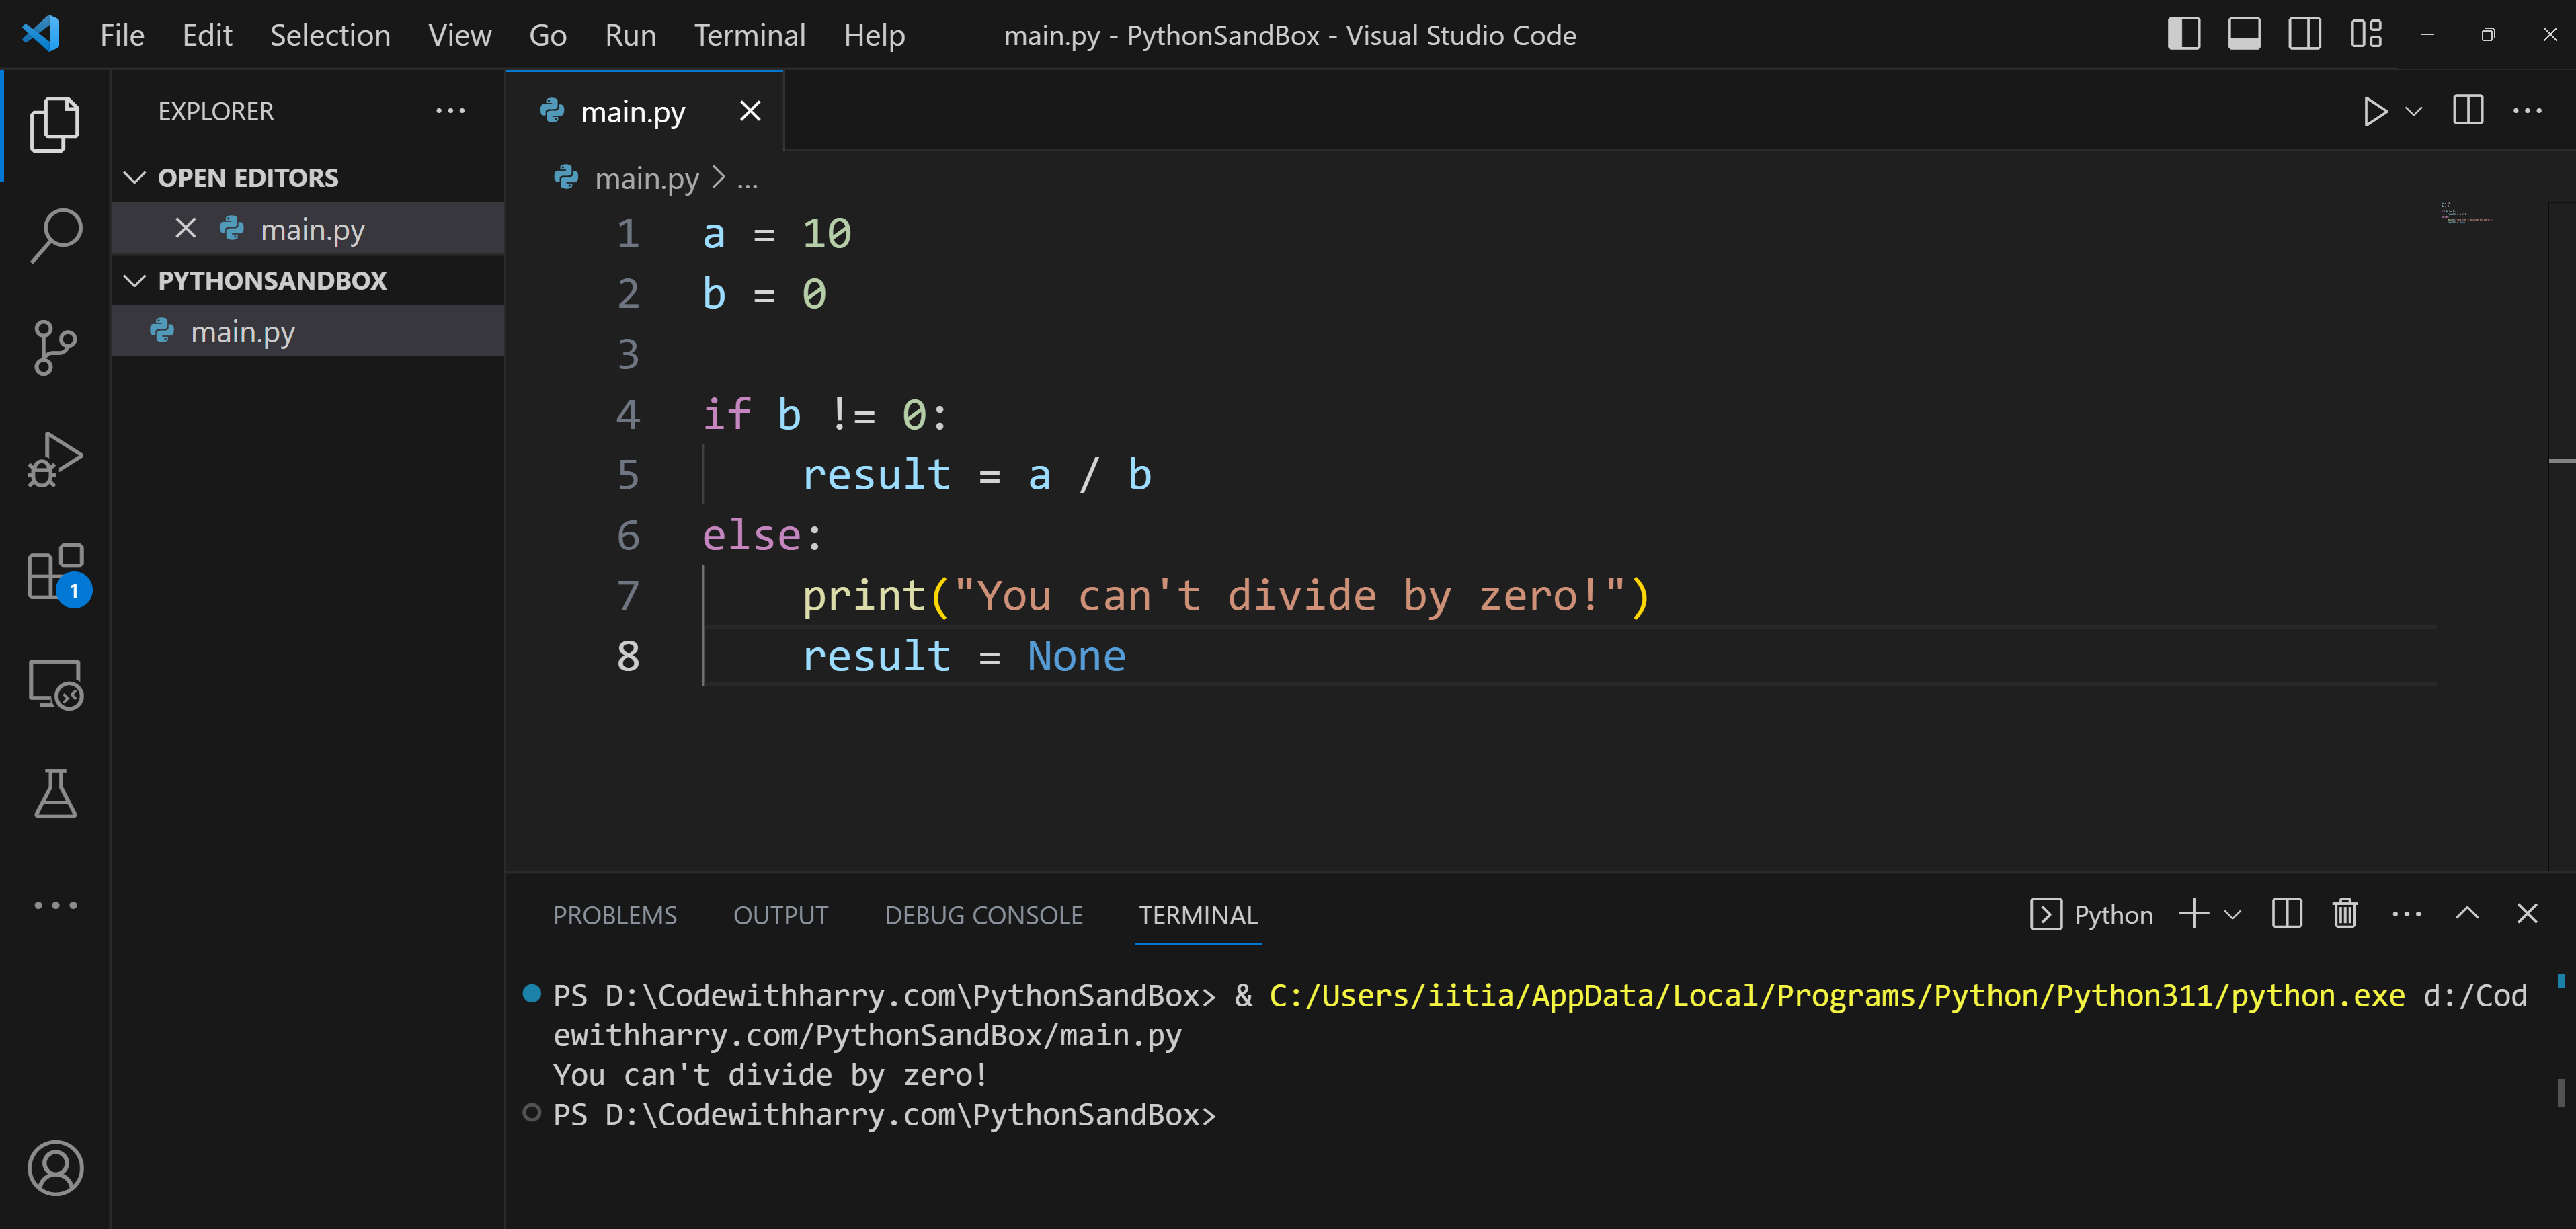 File Edit Selection View Go Run Terminal Help main.py - PythonSandBox - Visual Studio Code
EXPLORER
OPEN EDITORS
main.py
PYTHONSANDBOX
main.py
1
main.py
main.py > ...
1 a = 10
2 b = 0
3
4 if b != 0:
5     result = a / b
6 else:
7     print("You can't divide by zero!")
8     result = None
PROBLEMS OUTPUT DEBUG CONSOLE TERMINAL Python
PS D:\Codewithharry.com\PythonSandBox> & C:/Users/iitia/AppData/Local/Programs/Python/Python311/python.exe d:/Cod
ewithharry.com/PythonSandBox/main.py
You can't divide by zero!
PS D:\Codewithharry.com\PythonSandBox>